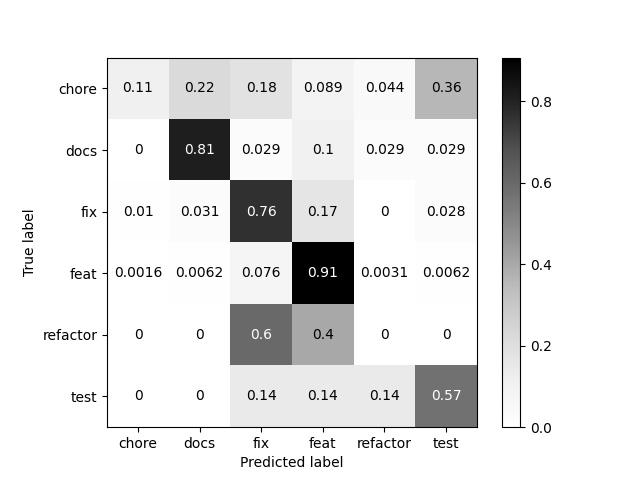 chore 0.11 0.22 0.18 0.089 0.044 0.36
docs 0 0.81 0.029 0.1 0.029 0.029
fix 0.01 0.031 0.76 0.17 0 0.028
feat 0.0016 0.0062 0.076 0.91 0.0031 0.0062
refactor 0 0 0.6 0.4 0 0
test 0 0 0.14 0.14 0.14 0.57
chore docs fix feat refactor test
Predicted label
True label
0.8
0.6
0.4
0.2
0.0